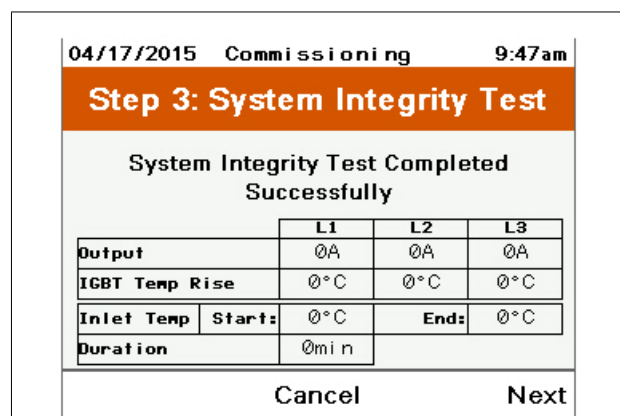 04/17/2015 Commissioning 9:47am
Step 3: System Integrity Test
System Integrity Test Completed
Successfully
L1 L2 L3
Output 0A 0A 0A
IGBT Temp Rise 0°C 0°C 0°C
Inlet Temp Start: 0°C End: 0°C
Duration 0min
Cancel Next